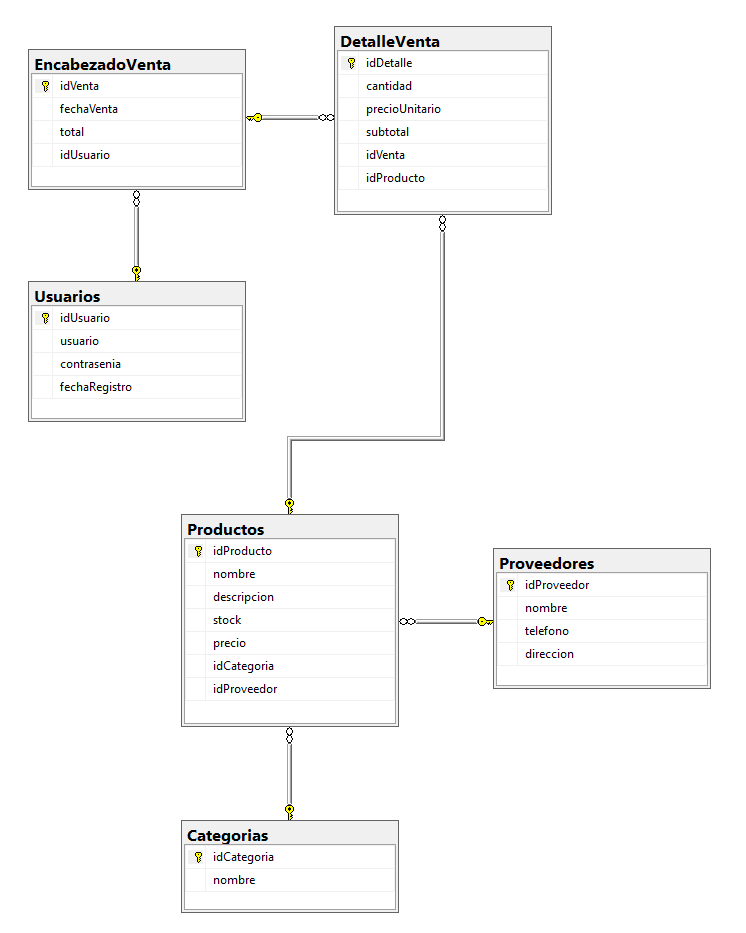 EncabezadoVenta
idVenta
fechaVenta
total
idUsuario
DetalleVenta
idDetalle
cantidad
precioUnitario
subtotal
idVenta
idProducto
Usuarios
idUsuario
usuario
contrasenia
fechaRegistro
Productos
idProducto
nombre
descripcion
stock
precio
idCategoria
idProveedor
Proveedores
idProveedor
nombre
telefono
direccion
Categorias
idCategoria
nombre